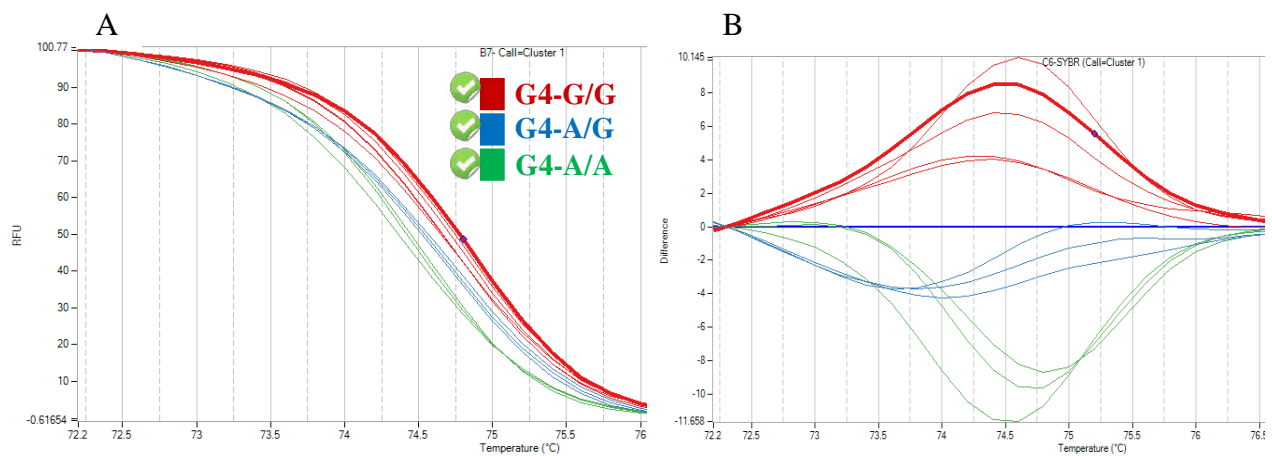 A
B7- Call=Cluster 1
G4-G/G
G4-A/G
G4-A/A
100.77
90
80
70
60
50
40
30
20
10
-0.61654
RFU
72.2 72.5 73 73.5 74 74.5 75 75.5 76
Temperature (°C)
B
C6-SYBR (Call=Cluster 1)
10.145
8
6
4
2
0
-2
-4
-6
-8
-10
-11.658
Difference
72.2 72.5 73 73.5 74 74.5 75 75.5 76 76.5
Temperature (°C)